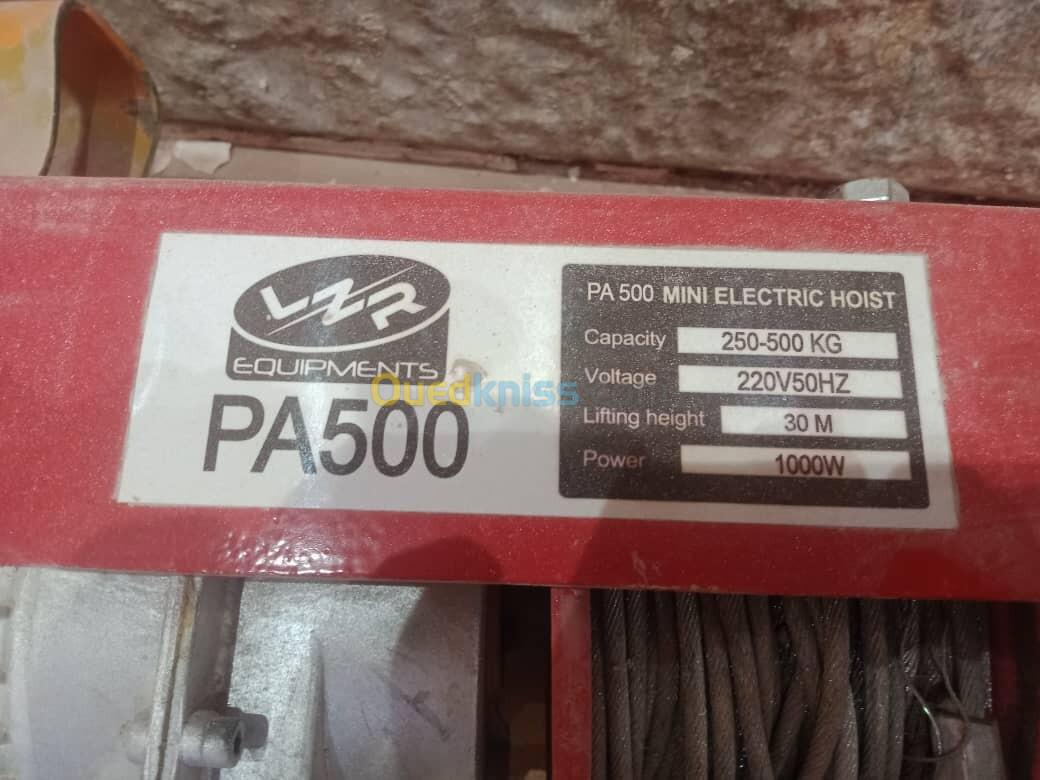 LZR
EQUIPMENTS
PA500
Ouedkniss
PA 500 MINI ELECTRIC HOIST
Capacity 250-500 KG
Voltage 220V50HZ
Lifting height 30 M
Power 1000W